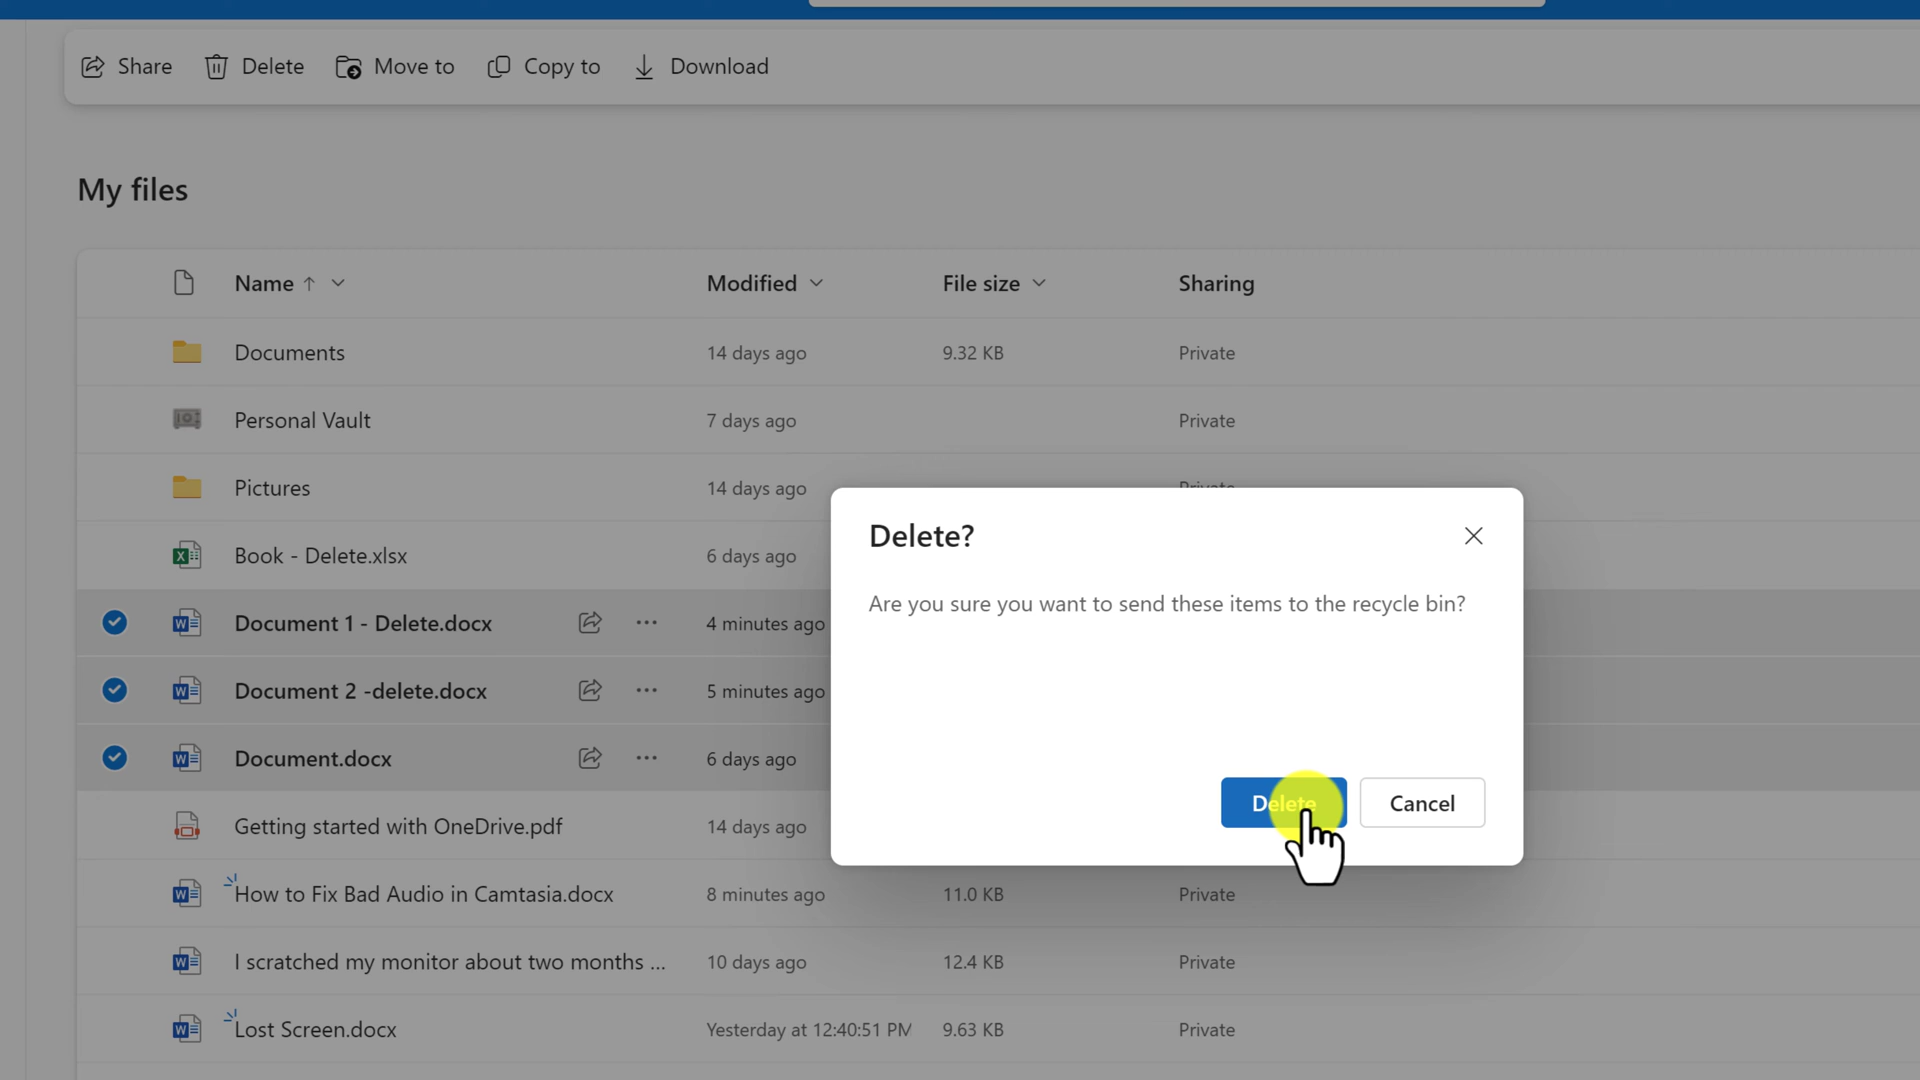 Share Delete Move to Copy to Download
My files
Name Modified File size Sharing
Documents 14 days ago 9.32 KB Private
Personal Vault 7 days ago Private
Pictures 14 days ago Private
Book - Delete.xlsx 6 days ago
Document 1 - Delete.docx 4 minutes ago
Document 2 -delete.docx 5 minutes ago
Document.docx 6 days ago
Getting started with OneDrive.pdf 14 days ago
How to Fix Bad Audio in Camtasia.docx 8 minutes ago 11.0 KB Private
I scratched my monitor about two months ... 10 days ago 12.4 KB Private
Lost Screen.docx Yesterday at 12:40:51 PM 9.63 KB Private
Delete?
Are you sure you want to send these items to the recycle bin?
Delete Cancel